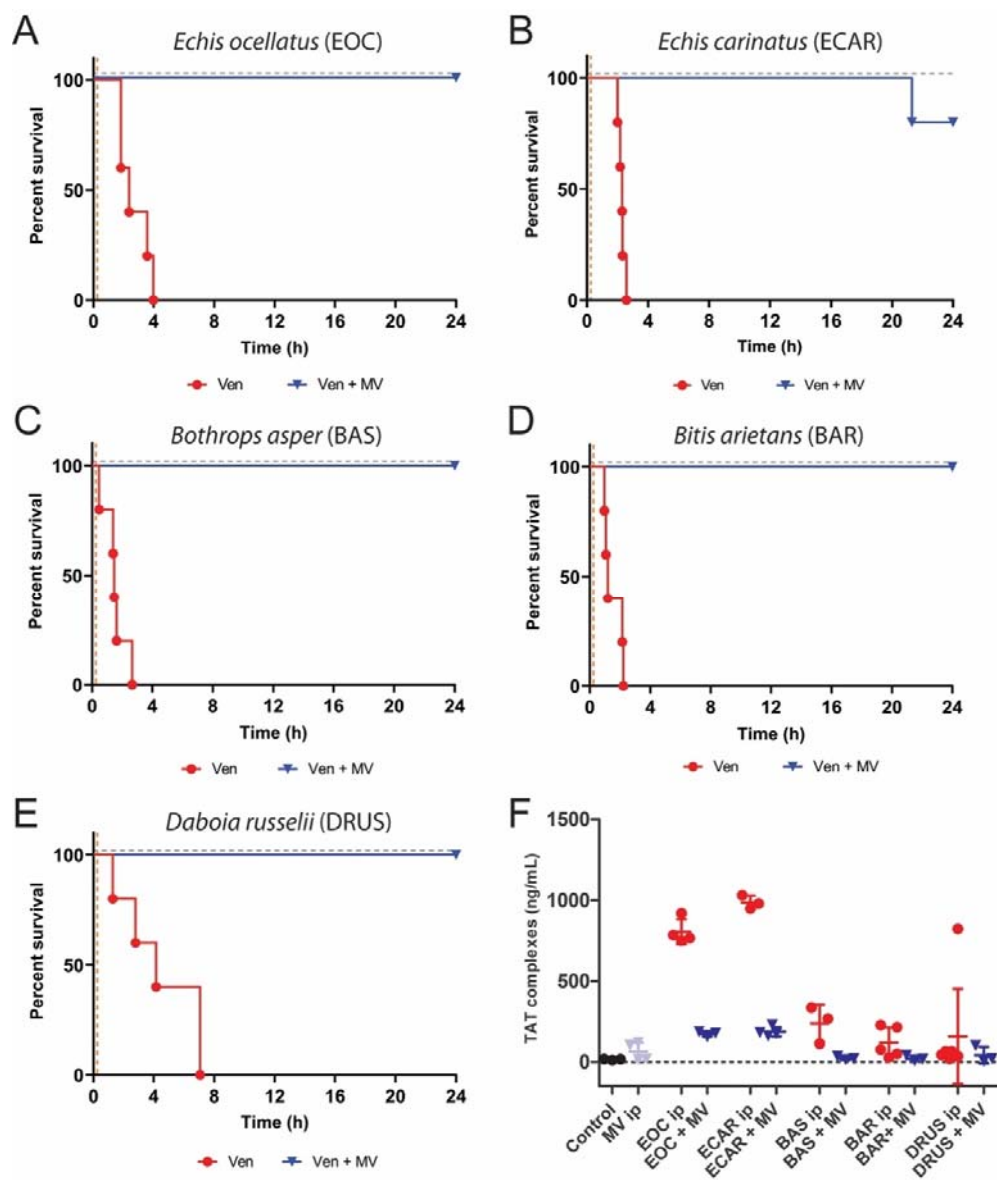 A
Echis ocellatus (EOC)
Percent survival
100
50
0
0 4 8 12 16 20 24
Time (h)
Ven Ven + MV
B
Echis carinatus (ECAR)
Percent survival
100
50
0
0 4 8 12 16 20 24
Time (h)
Ven Ven + MV
C
Bothrops asper (BAS)
Percent survival
100
50
0
0 4 8 12 16 20 24
Time (h)
Ven Ven + MV
D
Bitis arietans (BAR)
Percent survival
100
50
0
0 4 8 12 16 20 24
Time (h)
Ven Ven + MV
E
Daboia russelii (DRUS)
Percent survival
100
50
0
0 4 8 12 16 20 24
Time (h)
Ven Ven + MV
F
TAT complexes (ng/mL)
1500
1000
500
0
Control
MV ip
EOC ip
EOC + MV
ECAR ip
ECAR + MV
BAS ip
BAS + MV
BAR ip
BAR+ MV
DRUS ip
DRUS + MV